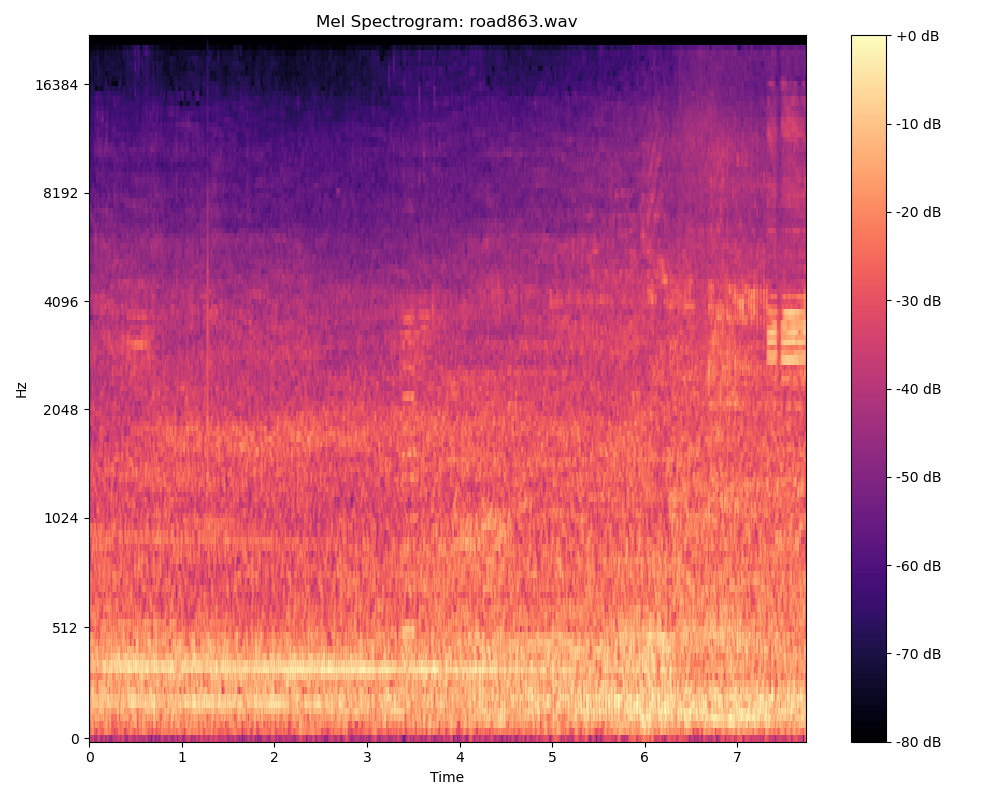 Mel Spectrogram: road863.wav
Hz
16384
8192
4096
2048
1024
512
0
0 1 2 3 4 5 6 7
Time
+0 dB
-10 dB
-20 dB
-30 dB
-40 dB
-50 dB
-60 dB
-70 dB
-80 dB